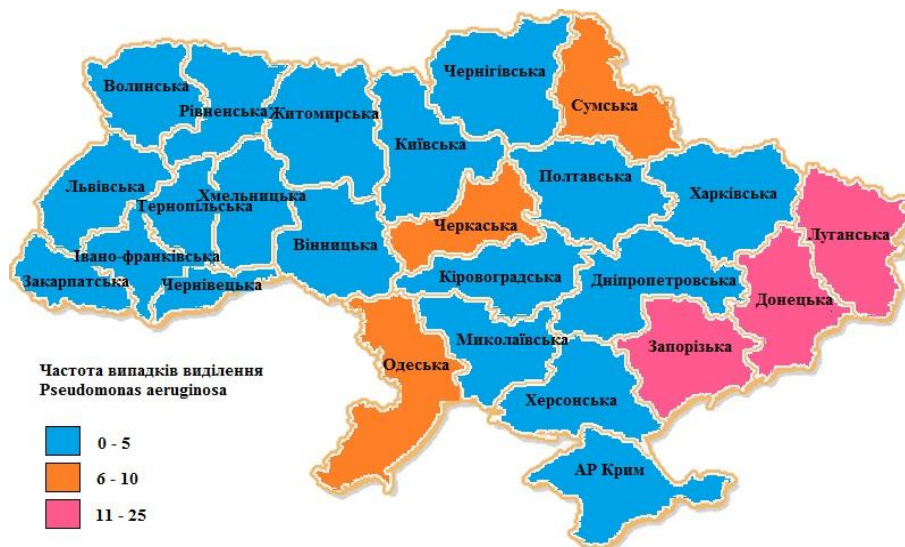 Чернігівська
Волинська
Рівненська
Житомирська
Сумська
Київська
Львівська
Хмельницька
Тернопільська
Полтавська
Харківська
Черкаська
Вінницька
Луганська
Івано-франківська
Закарпатська
Чернівецька
Кіровоградська
Дніпропетровська
Донецька
Миколаївська
Запорізька
Одеська
Херсонська
АР Крим
Частота випадків виділення
Pseudomonas aeruginosa
0 - 5
6 - 10
11 - 25